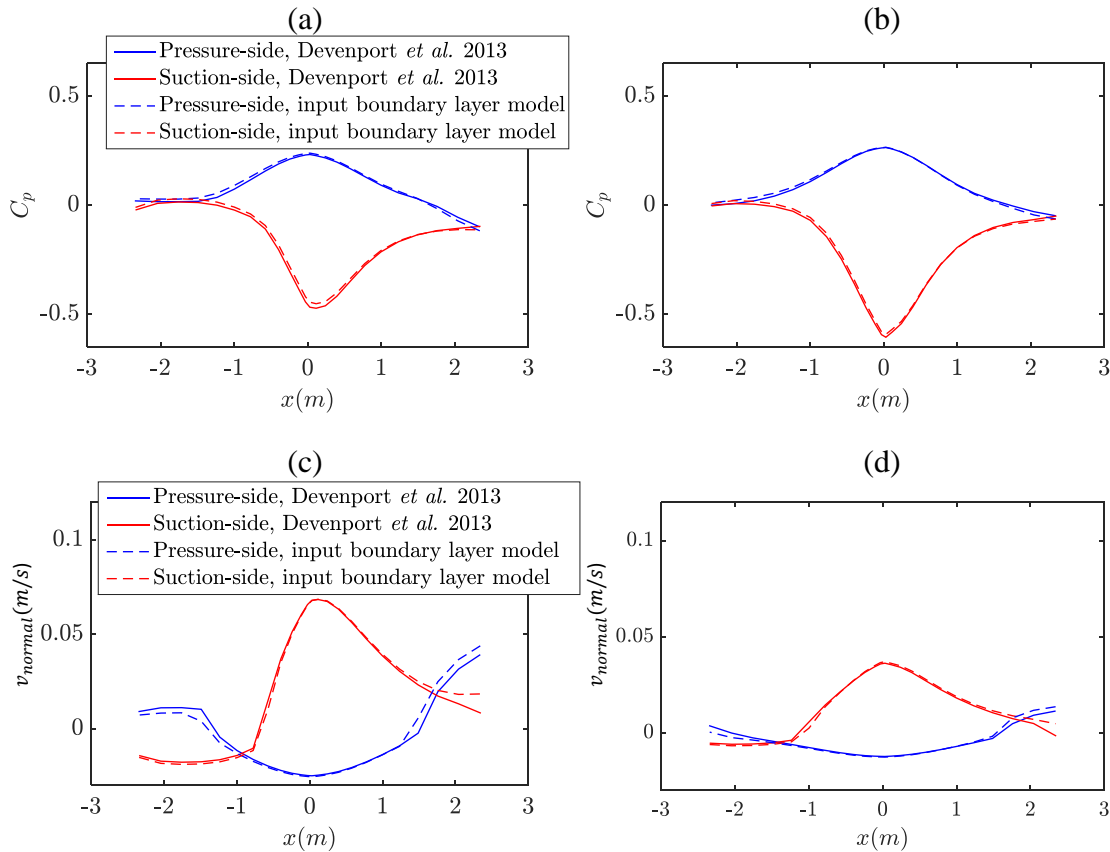 (a)
(b)
Pressure-side, Devenport et al. 2013
Suction-side, Devenport et al. 2013
Pressure-side, input boundary layer model
Suction-side, input boundary layer model
0.5
0
-0.5
C_p
-3 -2 -1 0 1 2 3
x(m)
0.5
0
-0.5
C_p
-3 -2 -1 0 1 2 3
x(m)
(c)
(d)
Pressure-side, Devenport et al. 2013
Suction-side, Devenport et al. 2013
Pressure-side, input boundary layer model
Suction-side, input boundary layer model
0.1
0.05
0
v_normal(m/s)
-3 -2 -1 0 1 2 3
x(m)
0.1
0.05
0
v_normal(m/s)
-3 -2 -1 0 1 2 3
x(m)